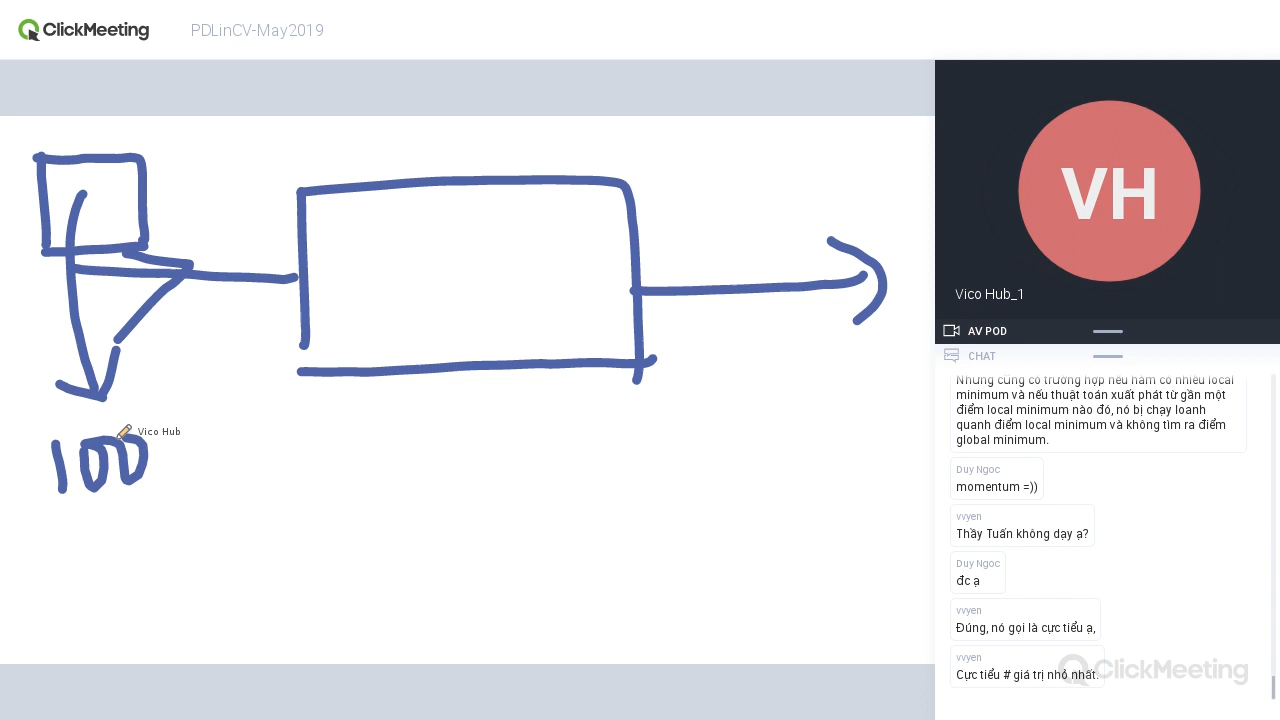 ClickMeeting
PDLinCV-May2019
VH
Vico Hub_1
AV POD
CHAT
Nhưng cũng có trường hợp nếu hàm có nhiều local
minimum và nếu thuật toán xuất phát từ gần một
điểm local minimum nào đó, nó bị chạy loanh
quanh điểm local minimum và không tìm ra điểm
global minimum.
Duy Ngoc
momentum =))
vvyen
Thầy Tuấn không dạy ạ?
Duy Ngoc
đc ạ
vvyen
Đúng, nó gọi là cực tiểu ạ,
vvyen
Cực tiểu # giá trị nhỏ nhất.
ClickMeeting
Vico Hub
100